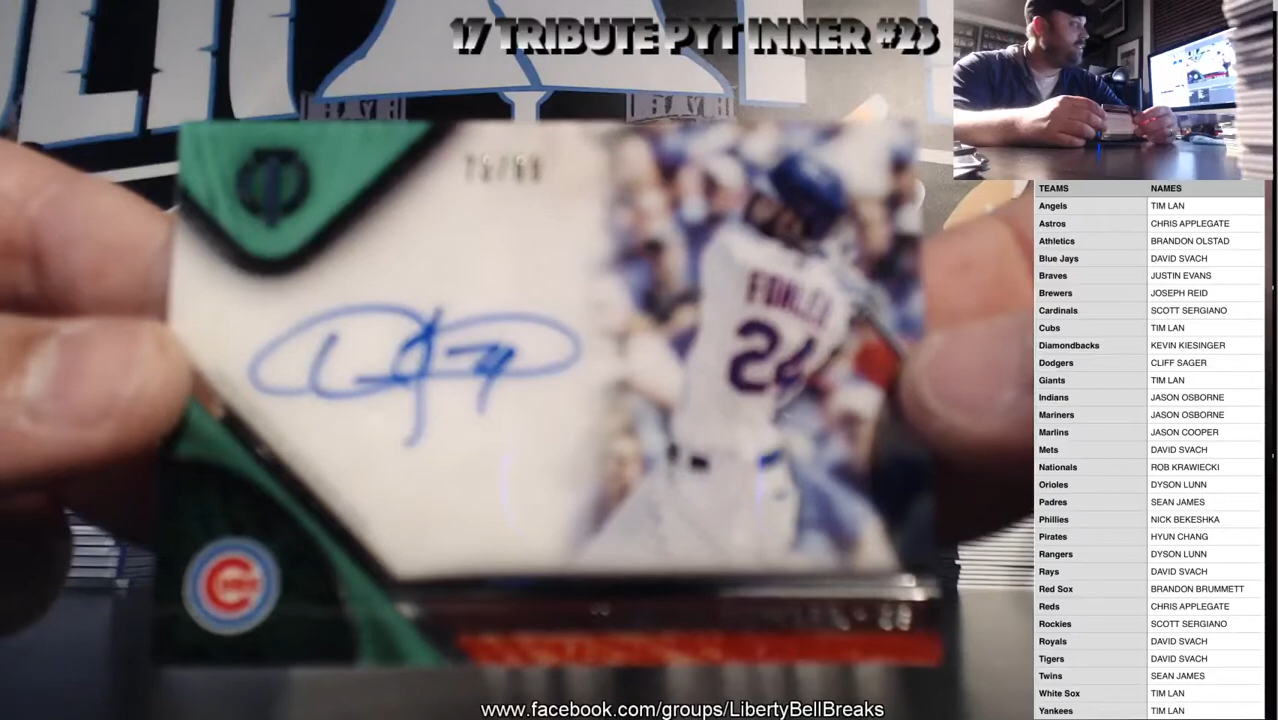 17 TRIBUTE PYT INNER #23
FOWLER
24
TEAMS NAMES
Angels TIM LAN
Astros CHRIS APPLEGATE
Athletics BRANDON OLSTAD
Blue Jays DAVID SVACH
Braves JUSTIN EVANS
Brewers JOSEPH REID
Cardinals SCOTT SERGIANO
Cubs TIM LAN
Diamondbacks KEVIN KIESINGER
Dodgers CLIFF SAGER
Giants TIM LAN
Indians JASON OSBORNE
Mariners JASON OSBORNE
Marlins JASON COOPER
Mets DAVID SVACH
Nationals ROB KRAWIECKI
Orioles DYSON LUNN
Padres SEAN JAMES
Phillies NICK BEKESHKA
Pirates HYUN CHANG
Rangers DYSON LUNN
Rays DAVID SVACH
Red Sox BRANDON BRUMMETT
Reds CHRIS APPLEGATE
Rockies SCOTT SERGIANO
Royals DAVID SVACH
Tigers DAVID SVACH
Twins SEAN JAMES
White Sox TIM LAN
Yankees TIM LAN
www.facebook.com/groups/LibertyBellBreaks